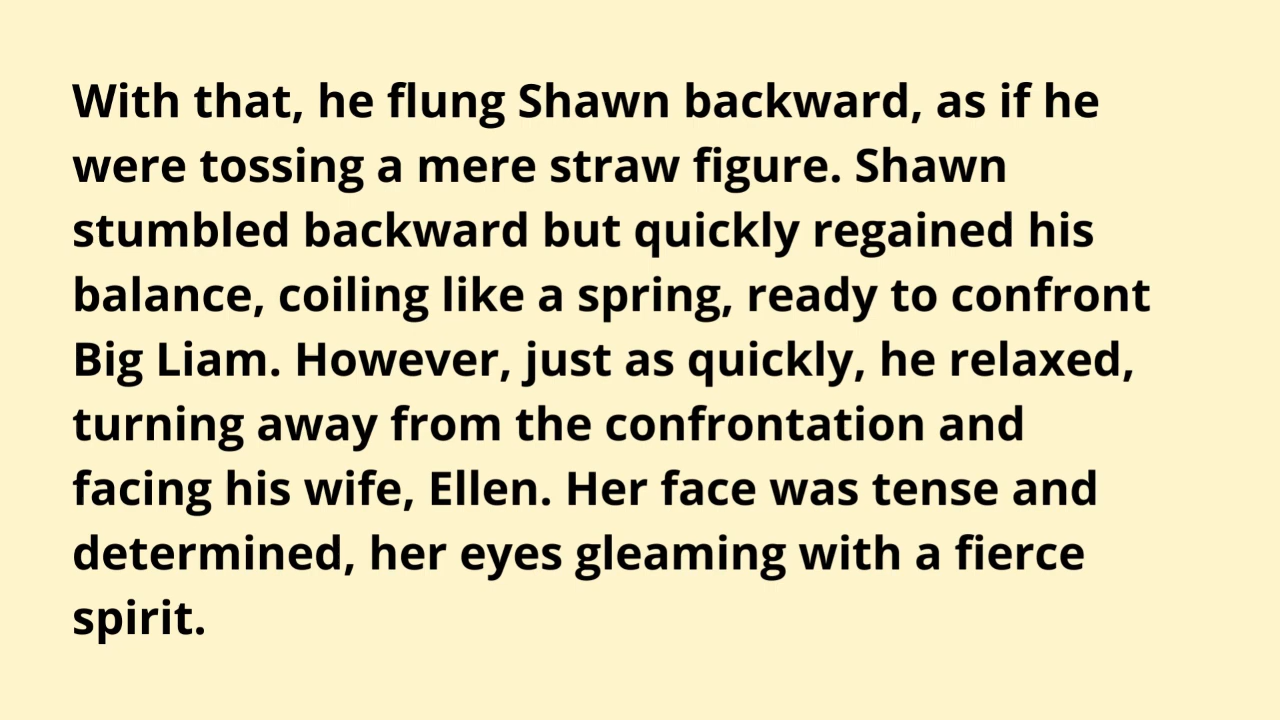 With that, he flung Shawn backward, as if he
were tossing a mere straw figure. Shawn
stumbled backward but quickly regained his
balance, coiling like a spring, ready to confront
Big Liam. However, just as quickly, he relaxed,
turning away from the confrontation and
facing his wife, Ellen. Her face was tense and
determined, her eyes gleaming with a fierce
spirit.